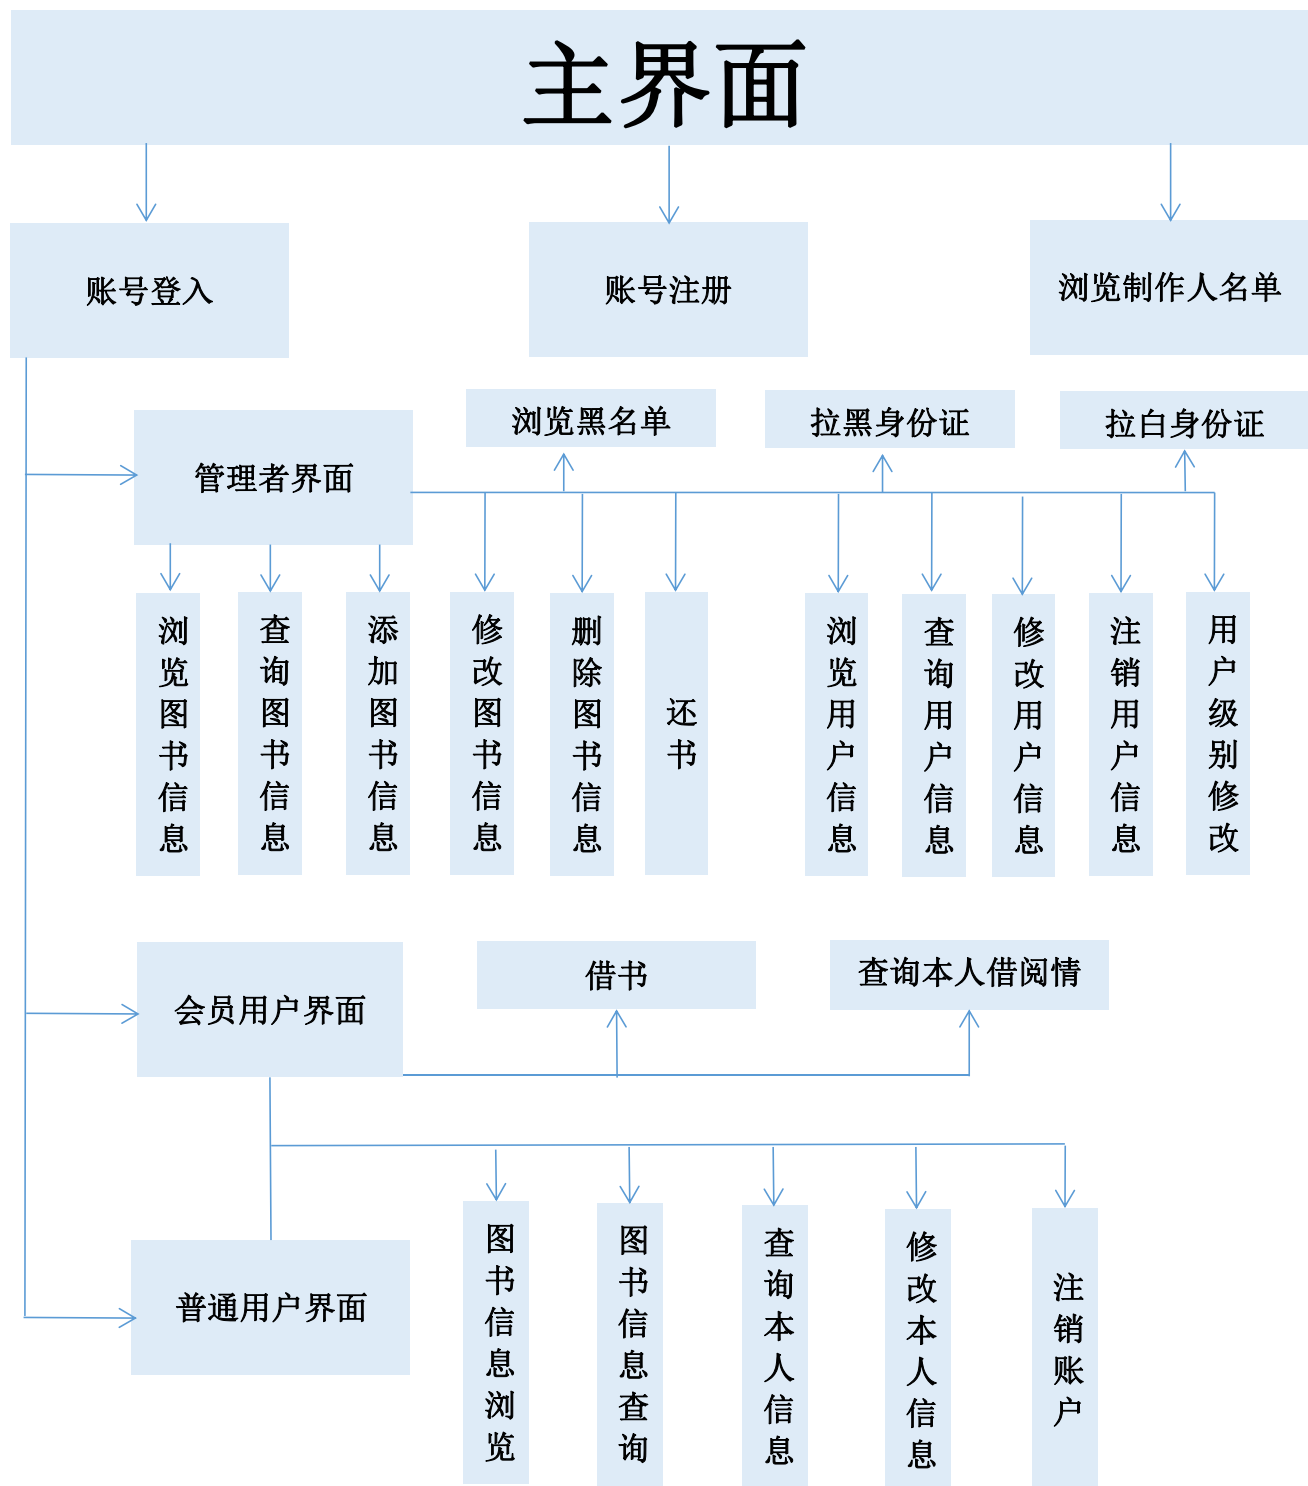 主界面
账号登入
账号注册
浏览制作人名单
浏览黑名单
拉黑身份证
拉白身份证
管理者界面
浏览图书信息
查询图书信息
添加图书信息
修改图书信息
删除图书信息
还书
浏览用户信息
查询用户信息
修改用户信息
注销用户信息
用户级别修改
会员用户界面
借书
查询本人借阅情
普通用户界面
图书信息浏览
图书信息查询
查询本人信息
修改本人信息
注销账户